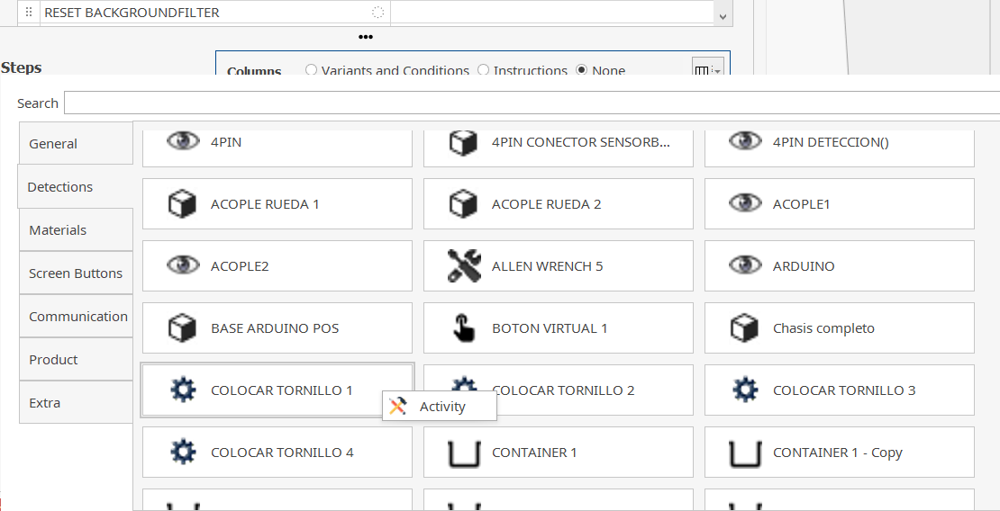 RESET BACKGROUNDFILTER
Steps
Columns Variants and Conditions Instructions None
Search
General
Detections
Materials
Screen Buttons
Communication
Product
Extra
4PIN 4PIN CONECTOR SENSORB... 4PIN DETECCION()
ACOPLE RUEDA 1 ACOPLE RUEDA 2 ACOPLE1
ACOPLE2 ALLEN WRENCH 5 ARDUINO
BASE ARDUINO POS BOTON VIRTUAL 1 Chasis completo
COLOCAR TORNILLO 1 COLOCAR TORNILLO 2 COLOCAR TORNILLO 3
Activity
COLOCAR TORNILLO 4 CONTAINER 1 CONTAINER 1 - Copy